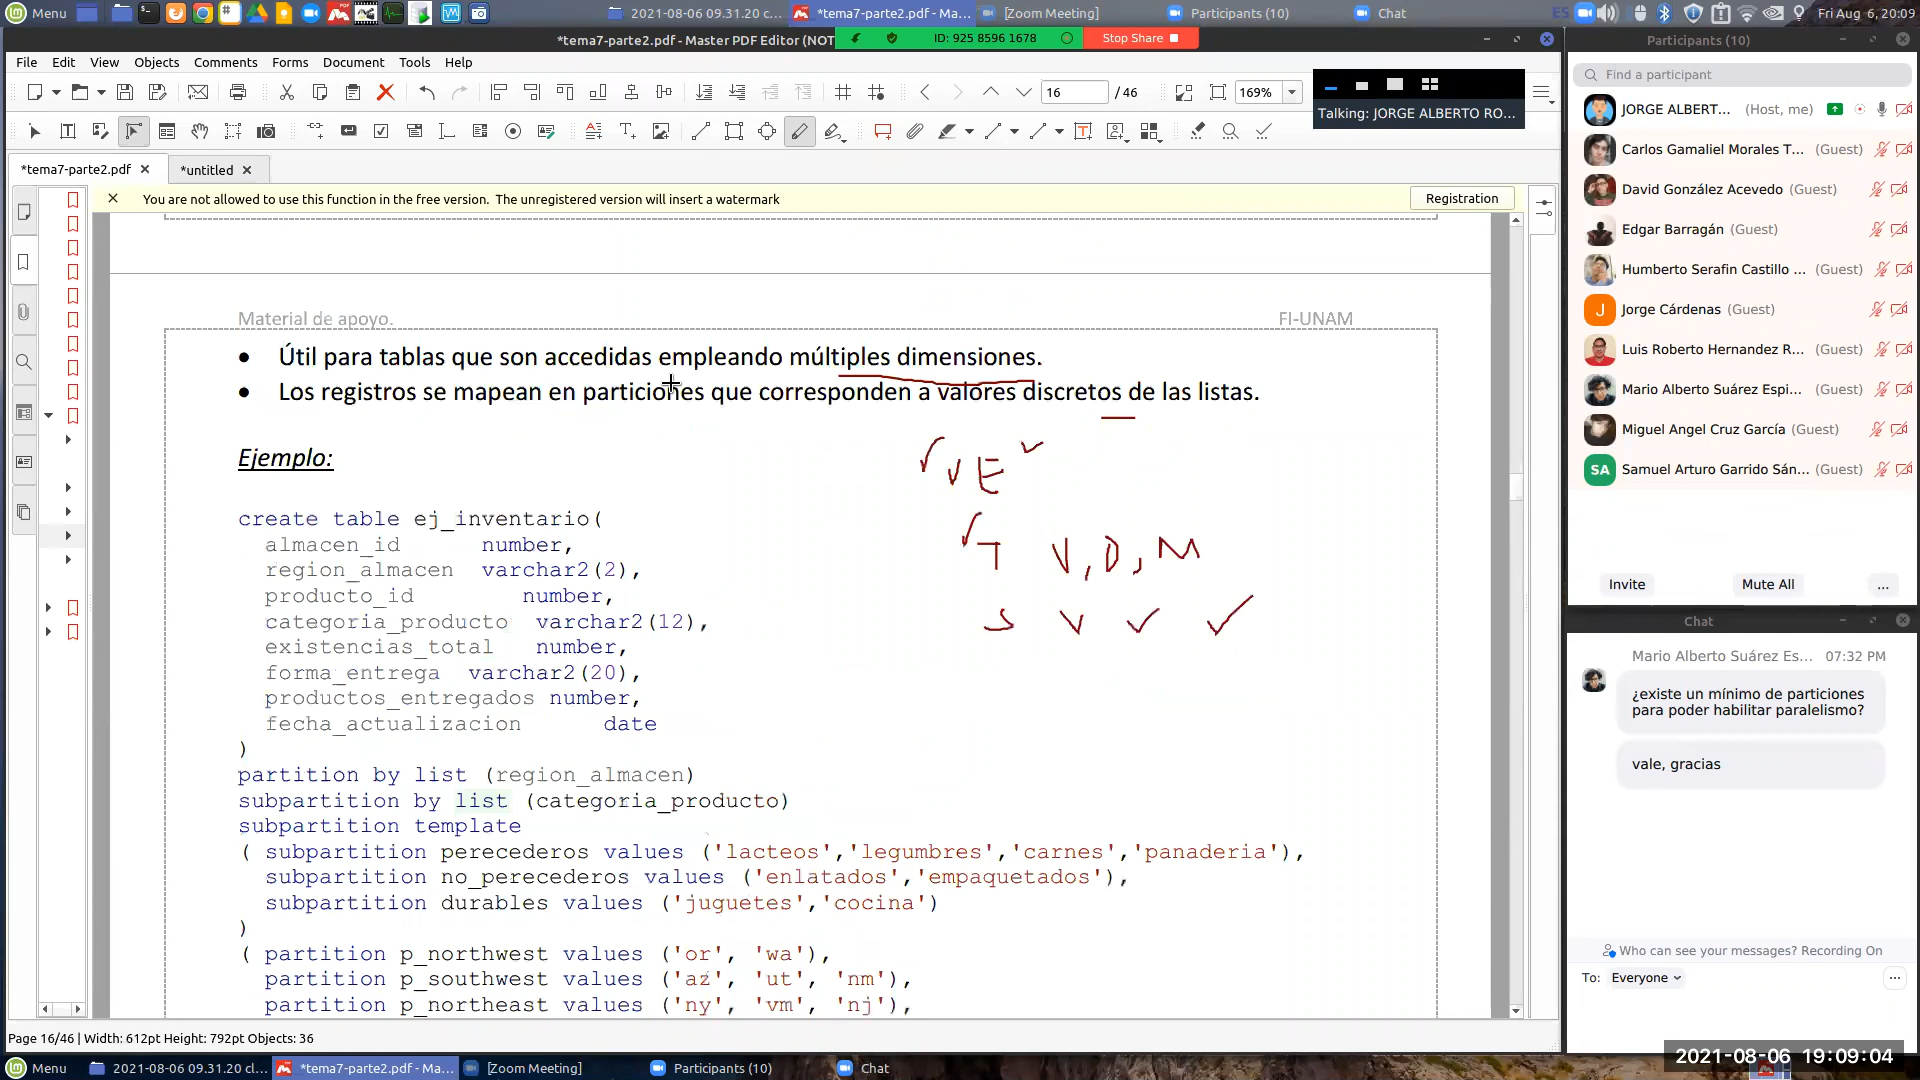 Menu
2021-08-06 09.31.20 c...
*tema7-parte2.pdf - Ma...
[Zoom Meeting]
Participants (10)
Chat
ES
Fri Aug 6, 20:09
*tema7-parte2.pdf - Master PDF Editor (NOT
ID: 925 8596 1678
Stop Share
Participants (10)
File Edit View Objects Comments Forms Document Tools Help
Find a participant
16 / 46
169%
Talking: JORGE ALBERTO RO...
JORGE ALBERT... (Host, me)
Carlos Gamaliel Morales T... (Guest)
David González Acevedo (Guest)
Edgar Barragán (Guest)
Humberto Serafin Castillo ... (Guest)
J Jorge Cárdenas (Guest)
Luis Roberto Hernandez R... (Guest)
Mario Alberto Suárez Espi... (Guest)
Miguel Angel Cruz García (Guest)
SA Samuel Arturo Garrido Sán... (Guest)
Invite Mute All ...
*tema7-parte2.pdf
*untitled
You are not allowed to use this function in the free version. The unregistered version will insert a watermark
Registration
Material de apoyo.
FI-UNAM
• Útil para tablas que son accedidas empleando múltiples dimensiones.
• Los registros se mapean en particiones que corresponden a valores discretos de las listas.
Ejemplo:
V E
T V, D, M
S V
create table ej_inventario(
almacen_id number,
region_almacen varchar2(2),
producto_id number,
categoria_producto varchar2(12),
existencias_total number,
forma_entrega varchar2(20),
productos_entregados number,
fecha_actualizacion date
)
partition by list (region_almacen)
subpartition by list (categoria_producto)
subpartition template
( subpartition perecederos values ('lacteos','legumbres','carnes','panaderia'),
subpartition no_perecederos values ('enlatados','empaquetados'),
subpartition durables values ('juguetes','cocina')
)
( partition p_northwest values ('or', 'wa'),
partition p_southwest values ('az', 'ut', 'nm'),
partition p_northeast values ('ny', 'vm', 'nj'),
Chat
Mario Alberto Suárez Es... 07:32 PM
¿existe un mínimo de particiones
para poder habilitar paralelismo?
vale, gracias
Who can see your messages? Recording On
To: Everyone
Page 16/46 | Width: 612pt Height: 792pt Objects: 36
Menu
2021-08-06 09.31.20 cl...
*tema7-parte2.pdf - Ma...
[Zoom Meeting]
Participants (10)
Chat
2021-08-06 19:09:04